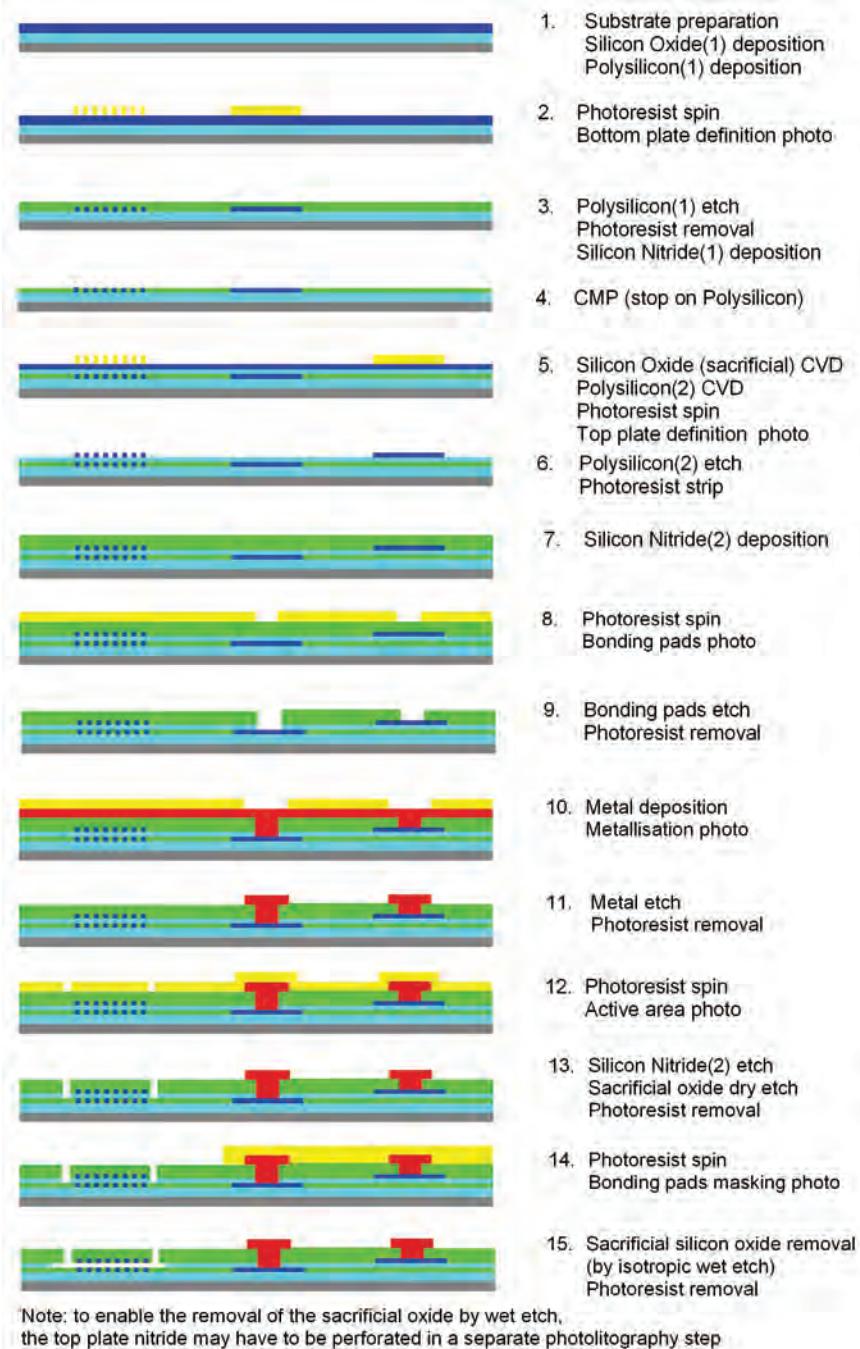 1. Substrate preparation
Silicon Oxide(1) deposition
Polysilicon(1) deposition
2. Photoresist spin
Bottom plate definition photo
3. Polysilicon(1) etch
Photoresist removal
Silicon Nitride(1) deposition
4. CMP (stop on Polysilicon)
5. Silicon Oxide (sacrificial) CVD
Polysilicon(2) CVD
Photoresist spin
Top plate definition photo
6. Polysilicon(2) etch
Photoresist strip
7. Silicon Nitride(2) deposition
8. Photoresist spin
Bonding pads photo
9. Bonding pads etch
Photoresist removal
10. Metal deposition
Metallisation photo
11. Metal etch
Photoresist removal
12. Photoresist spin
Active area photo
13. Silicon Nitride(2) etch
Sacrificial oxide dry etch
Photoresist removal
14. Photoresist spin
Bonding pads masking photo
15. Sacrificial silicon oxide removal
(by isotropic wet etch)
Photoresist removal
Note: to enable the removal of the sacrificial oxide by wet etch,
the top plate nitride may have to be perforated in a separate photolitography step